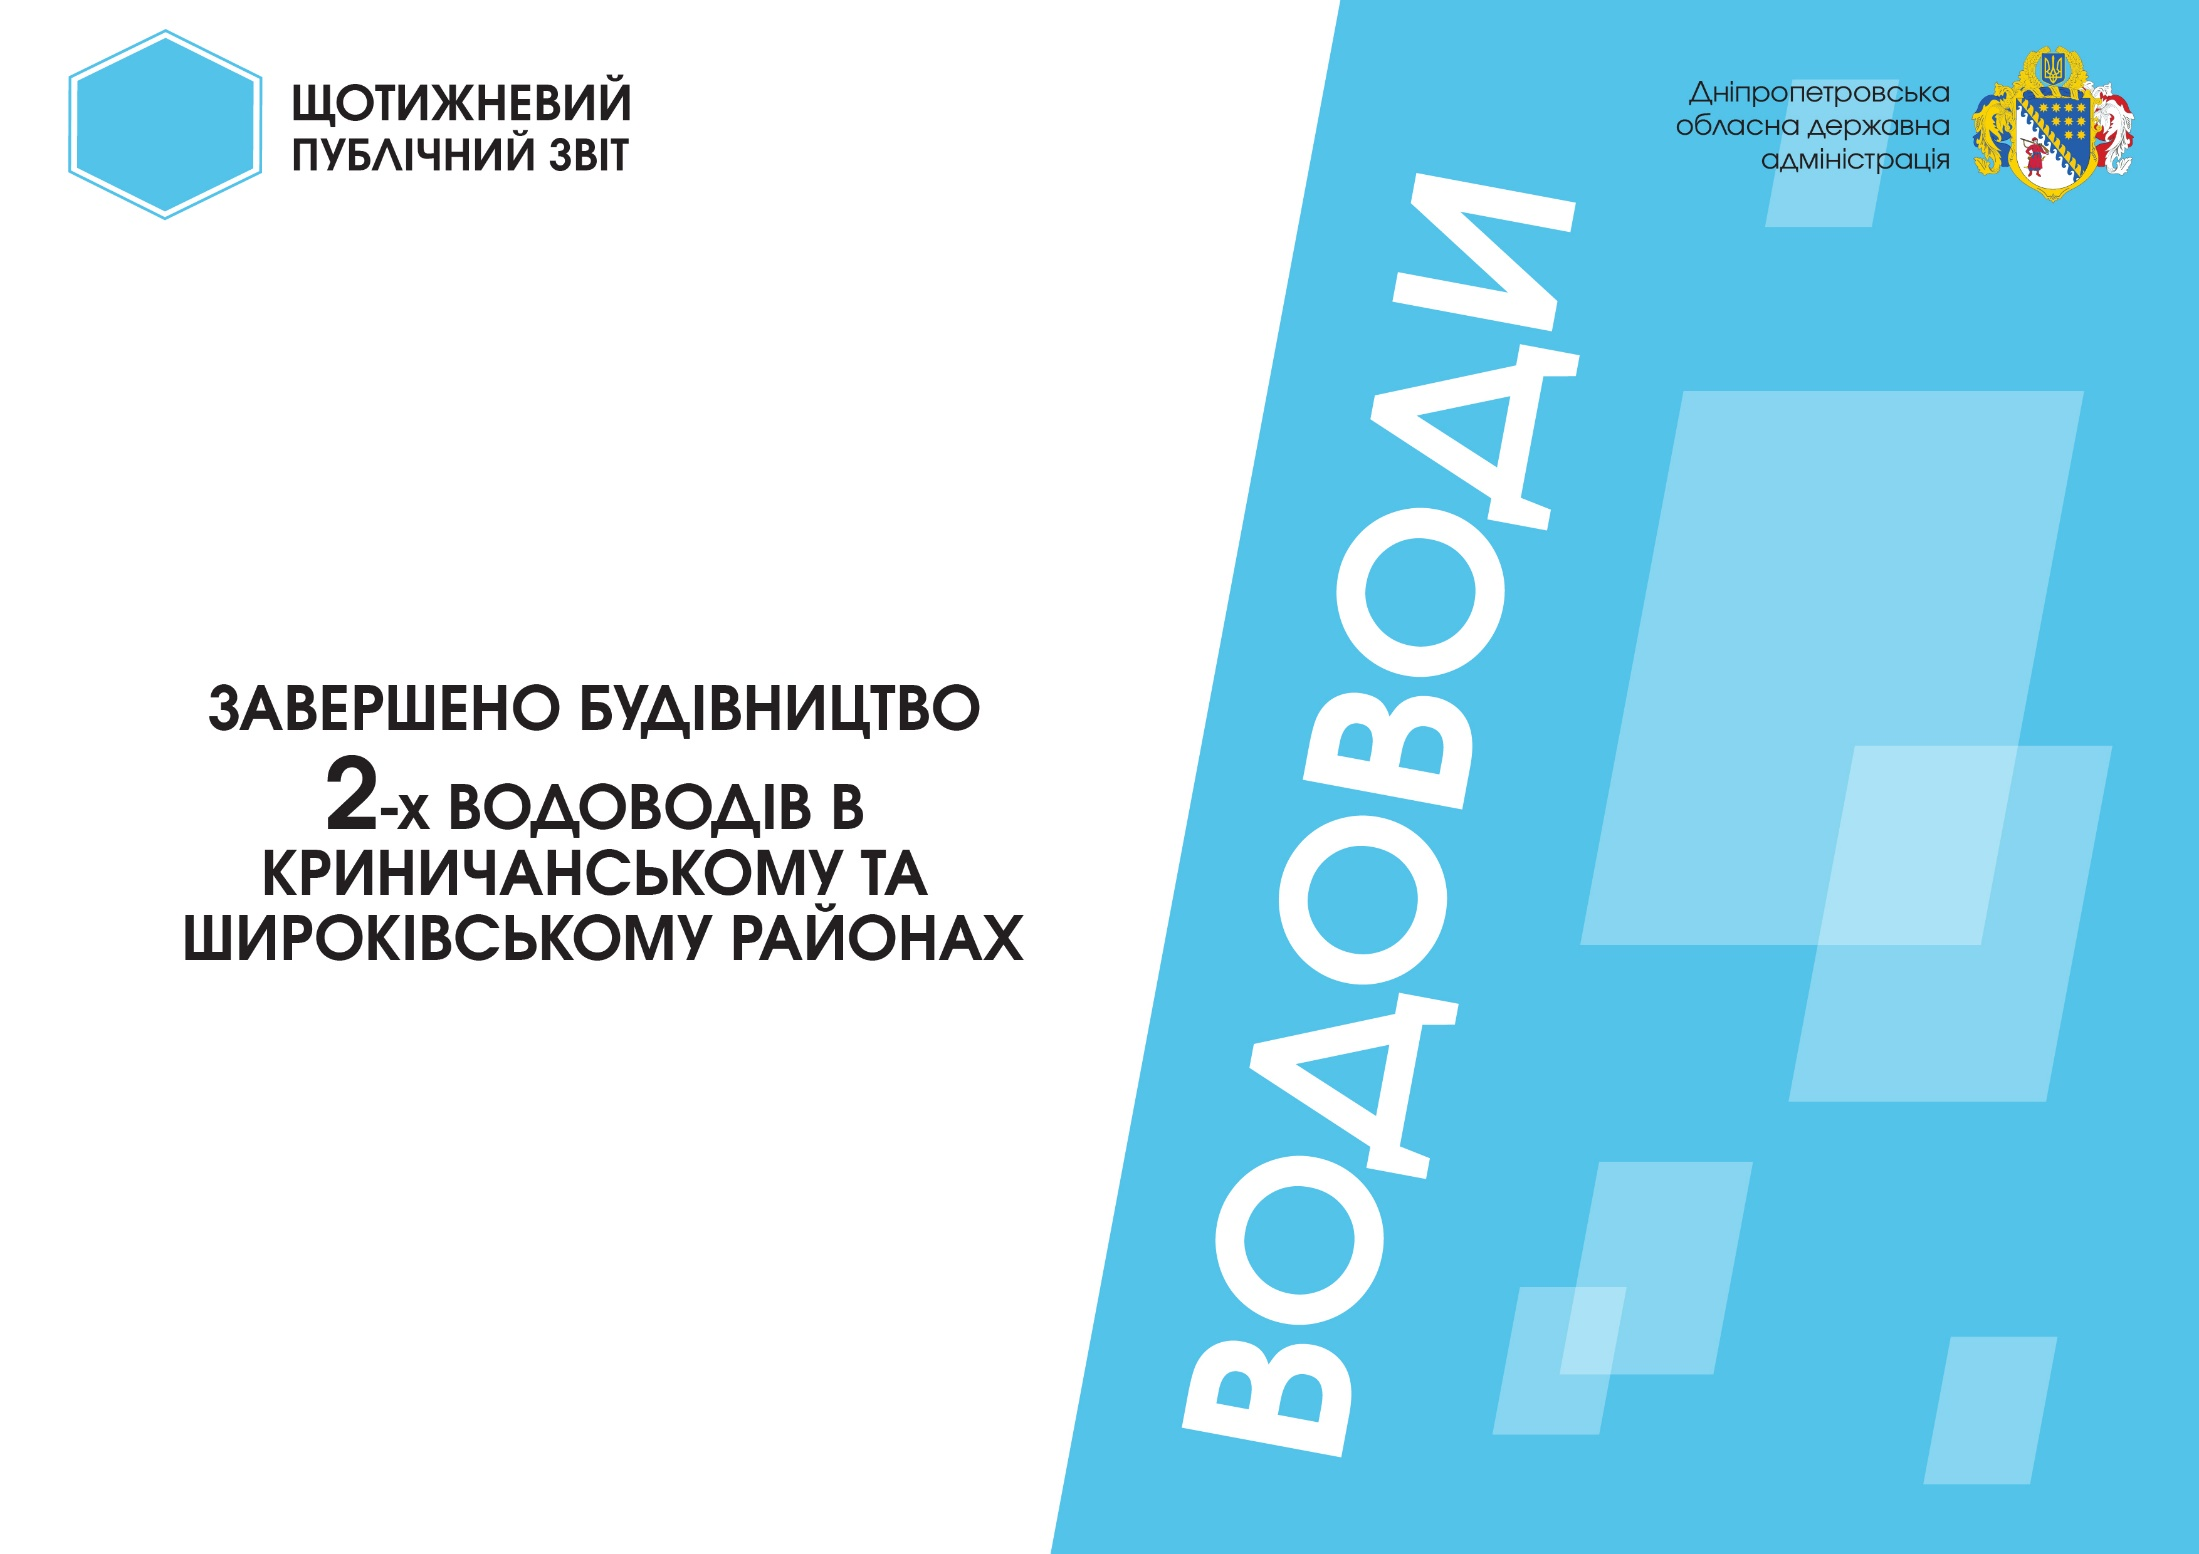 ЩОТИЖНЕВИЙ
ПУБЛІЧНИЙ ЗВІТ
Дніпропетровська
обласна державна
адміністрація
ЗАВЕРШЕНО БУДІВНИЦТВО
2-х ВОДОВОДІВ В
КРИНИЧАНСЬКОМУ ТА
ШИРОКІВСЬКОМУ РАЙОНАХ
ВОДОВОДИ